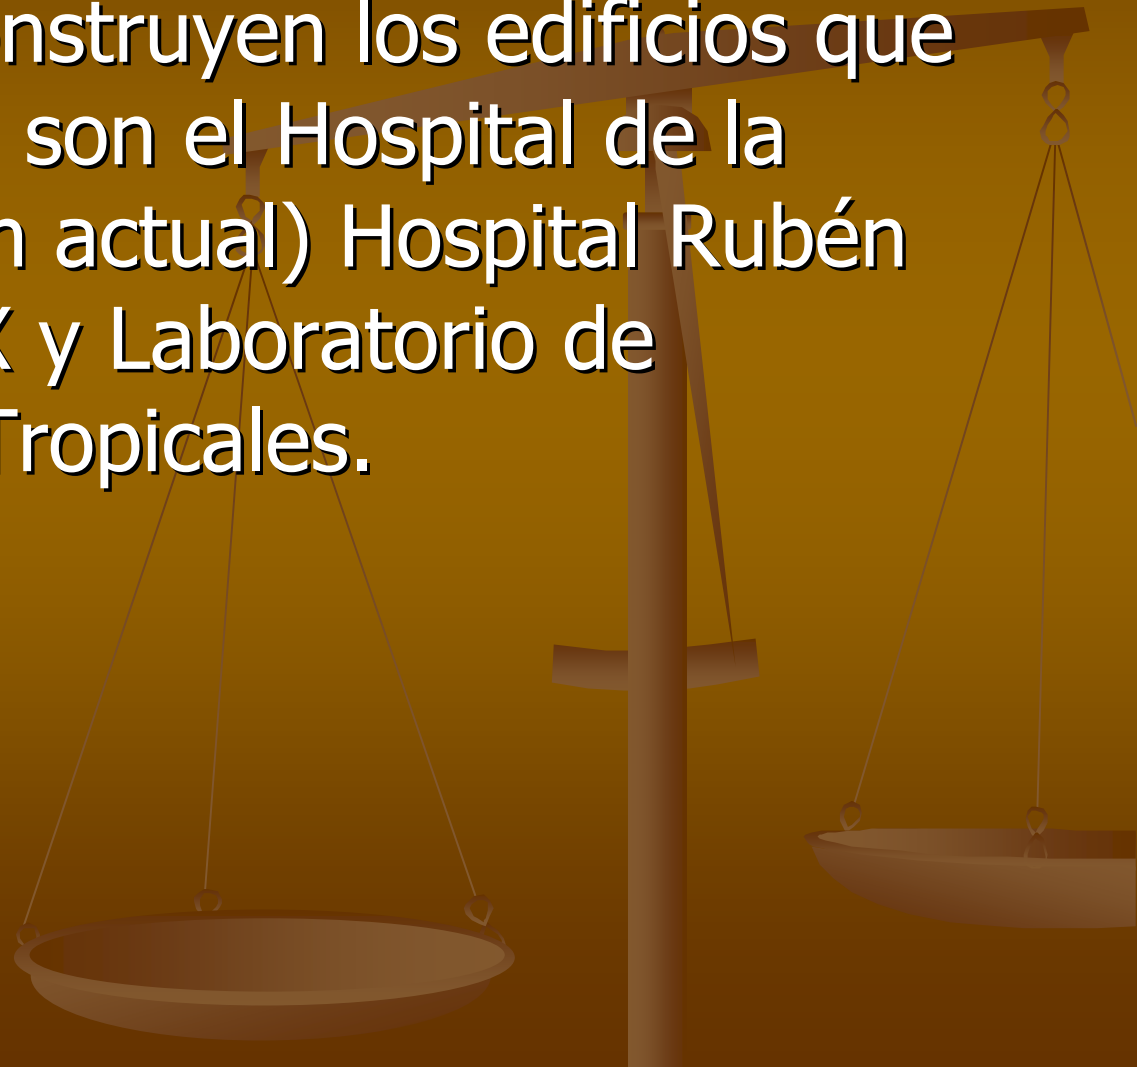 nstruyen los edificios que
son el Hospital de la
n actual) Hospital Rubén
X y Laboratorio de
Tropicales.